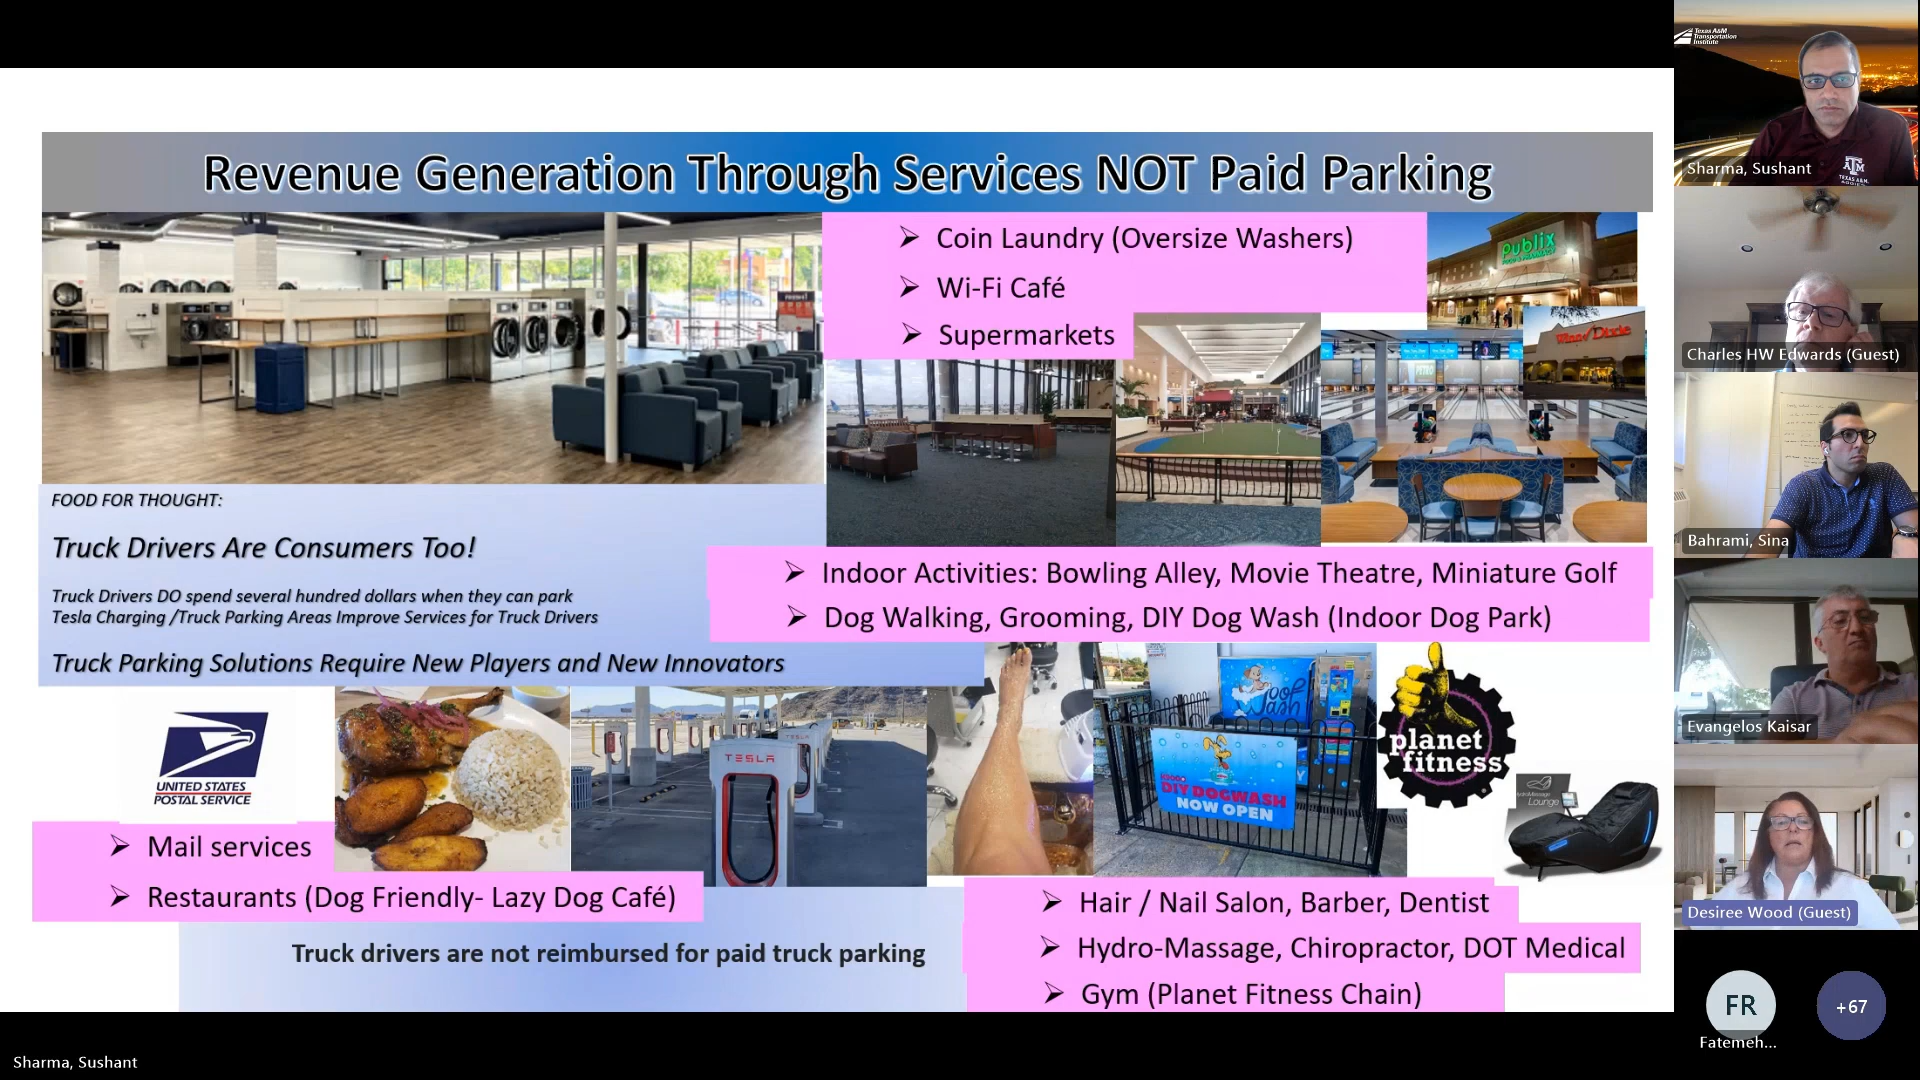 Revenue Generation Through Services NOT Paid Parking
➢ Coin Laundry (Oversize Washers)
➢ Wi-Fi Café
➢ Supermarkets
publix
Winn Dixie
FOOD FOR THOUGHT:
Truck Drivers Are Consumers Too!
Truck Drivers DO spend several hundred dollars when they can park
Tesla Charging /Truck Parking Areas Improve Services for Truck Drivers
Truck Parking Solutions Require New Players and New Innovators
➢ Indoor Activities: Bowling Alley, Movie Theatre, Miniature Golf
➢ Dog Walking, Grooming, DIY Dog Wash (Indoor Dog Park)
UNITED STATES
POSTAL SERVICE
TESLA
DIY DOGWASH
NOW OPEN
planet
fitness
HydroMassage
Lounge
➢ Mail services
➢ Restaurants (Dog Friendly- Lazy Dog Café)
Truck drivers are not reimbursed for paid truck parking
➢ Hair / Nail Salon, Barber, Dentist
➢ Hydro-Massage, Chiropractor, DOT Medical
➢ Gym (Planet Fitness Chain)
Texas A&M
Transportation
Institute
ATM
TEXAS A&M
AGGIES
Sharma, Sushant
Charles HW Edwards (Guest)
Bahrami, Sina
Evangelos Kaisar
Desiree Wood (Guest)
FR
+67
Fatemeh...
Sharma, Sushant